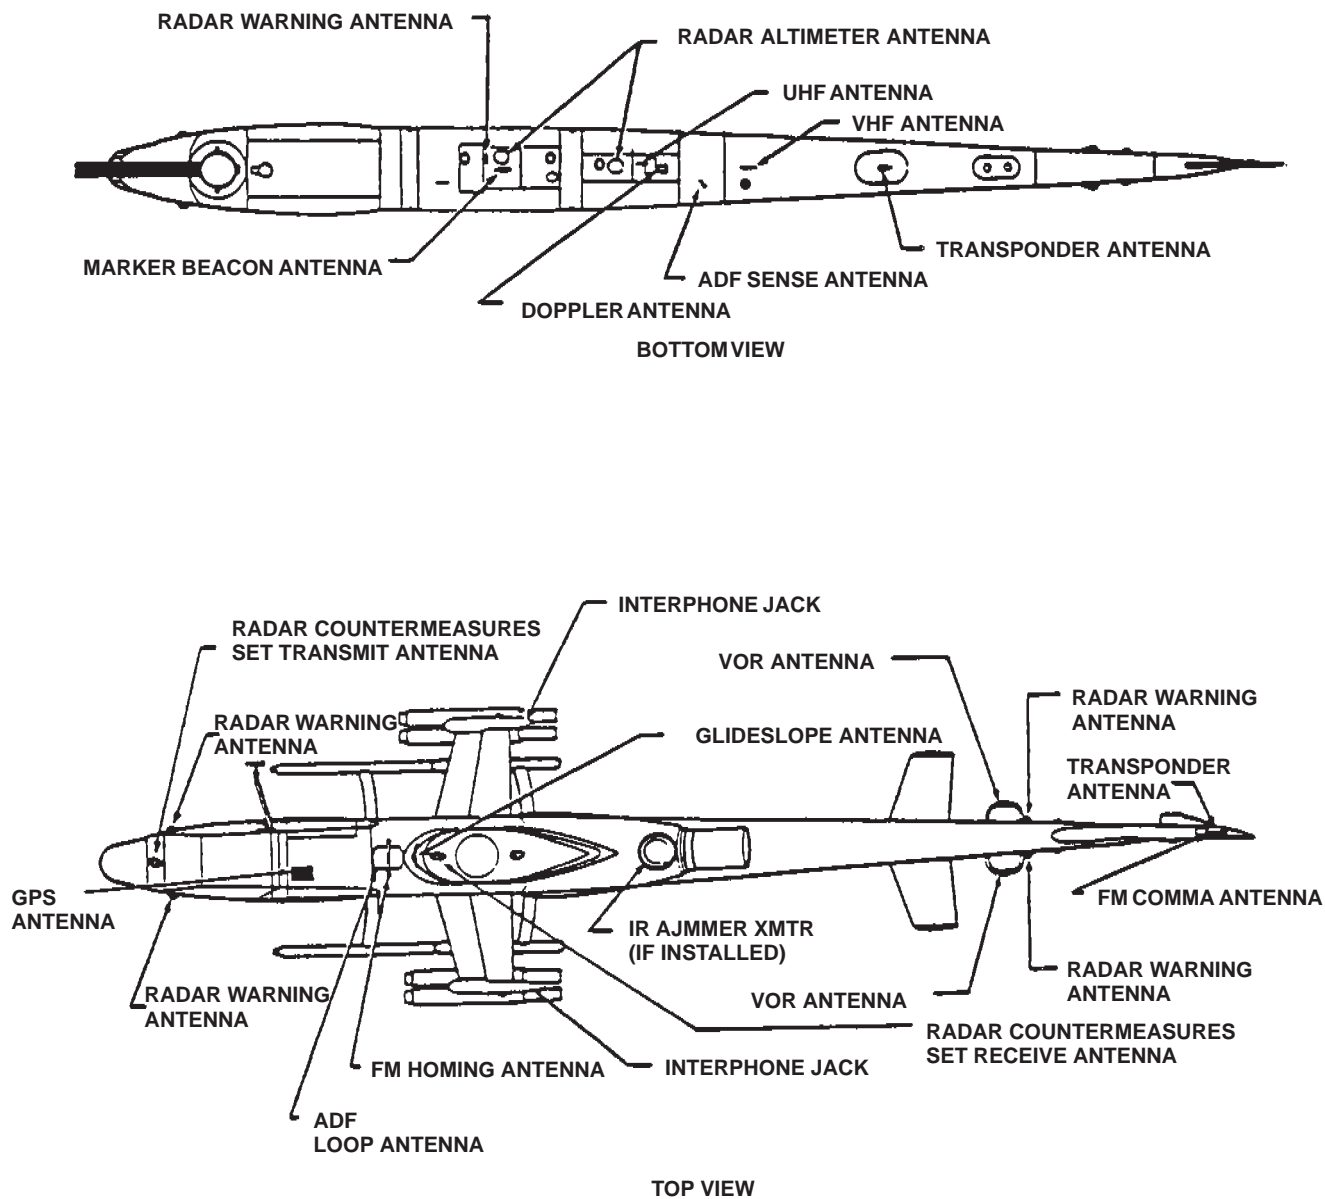 RADAR WARNING ANTENNA
RADAR ALTIMETER ANTENNA
UHF ANTENNA
VHF ANTENNA
TRANSPONDER ANTENNA
MARKER BEACON ANTENNA
ADF SENSE ANTENNA
DOPPLER ANTENNA
BOTTOM VIEW
INTERPHONE JACK
RADAR COUNTERMEASURES
SET TRANSMIT ANTENNA
VOR ANTENNA
RADAR WARNING
ANTENNA
RADAR WARNING
ANTENNA
GLIDESLOPE ANTENNA
TRANSPONDER
ANTENNA
GPS
ANTENNA
FM COMMA ANTENNA
IR AJMMER XMTR
(IF INSTALLED)
RADAR WARNING
ANTENNA
RADAR WARNING
ANTENNA
VOR ANTENNA
RADAR COUNTERMEASURES
SET RECEIVE ANTENNA
FM HOMING ANTENNA
INTERPHONE JACK
ADF
LOOP ANTENNA
TOP VIEW